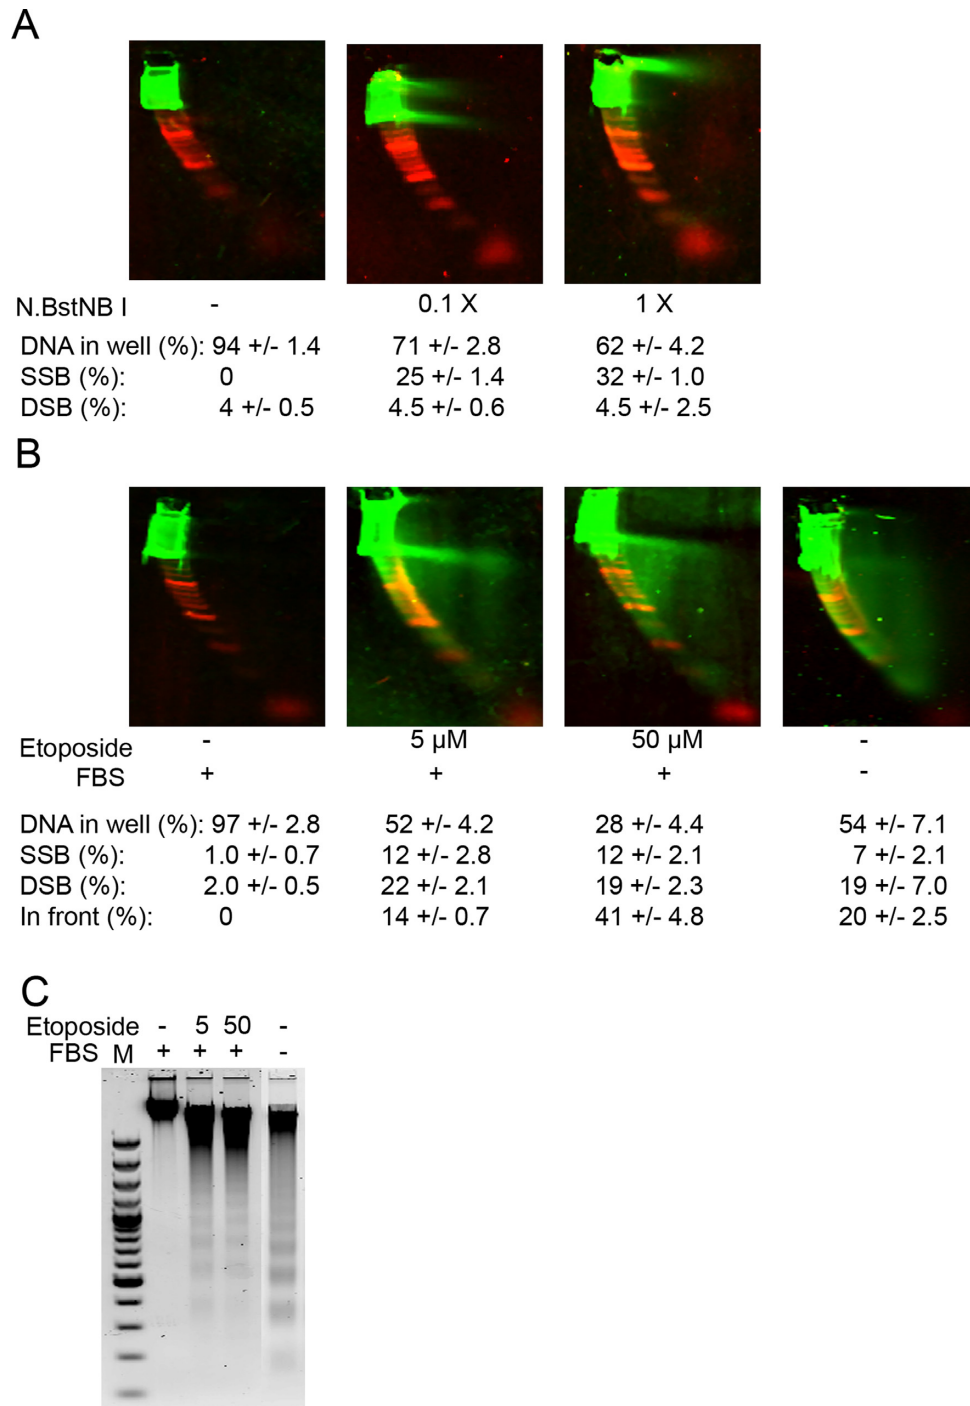 A
N.BstNB I - 0.1 X 1 X
DNA in well (%): 94 +/- 1.4 71 +/- 2.8 62 +/- 4.2
SSB (%): 0 25 +/- 1.4 32 +/- 1.0
DSB (%): 4 +/- 0.5 4.5 +/- 0.6 4.5 +/- 2.5
B
Etoposide - 5 µM 50 µM -
FBS + + + -
DNA in well (%): 97 +/- 2.8 52 +/- 4.2 28 +/- 4.4 54 +/- 7.1
SSB (%): 1.0 +/- 0.7 12 +/- 2.8 12 +/- 2.1 7 +/- 2.1
DSB (%): 2.0 +/- 0.5 22 +/- 2.1 19 +/- 2.3 19 +/- 7.0
In front (%): 0 14 +/- 0.7 41 +/- 4.8 20 +/- 2.5
C
Etoposide - 5 50 -
FBS M + + + -